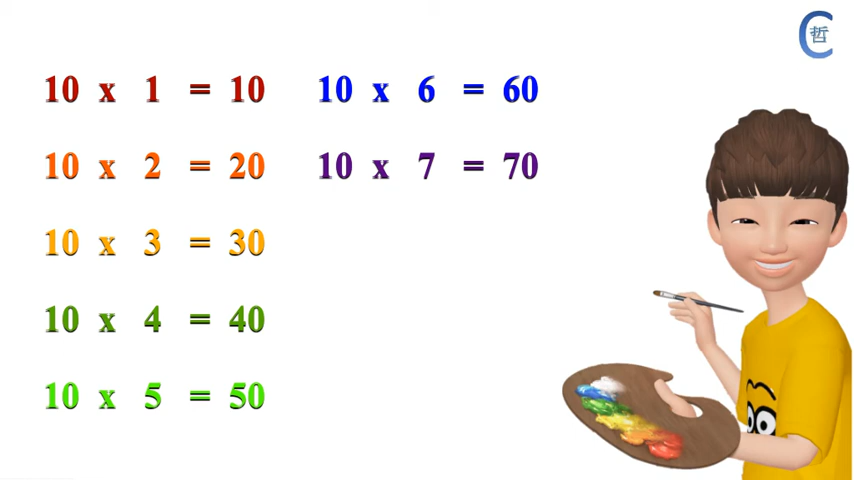 哲
10 x 1 = 10
10 x 2 = 20
10 x 3 = 30
10 x 4 = 40
10 x 5 = 50
10 x 6 = 60
10 x 7 = 70